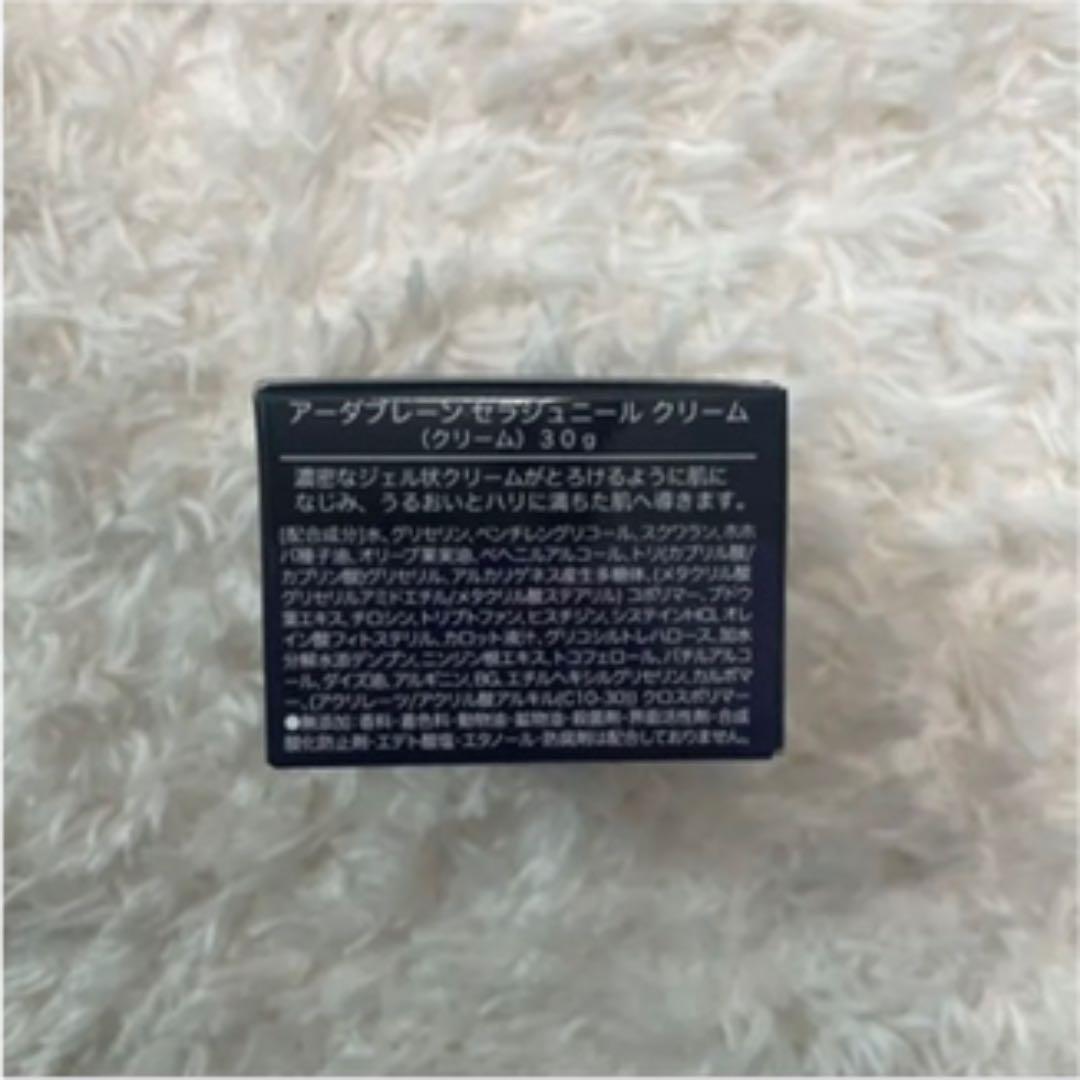 アーダブレーン セラジュニール クリーム
（クリーム）30g
濃密なジェル状クリームがとろけるように肌に
なじみ、うるおいとハリに満ちた肌へ導きます。
[配合成分]水、グリセリン、ペンチレングリコール、スクワラン、ホホ
バ種子油、オリーブ果実油、ベヘニルアルコール、トリ(カプリル酸/
カプリン酸)グリセリル、アルカリゲネス産生多糖体、(メタクリル酸
グリセリルアミドエチル/メタクリル酸ステアリル) コポリマー、ブドウ
葉エキス、チロシン、トリプトファン、ヒスチジン、システインHCl、オレ
イン酸フィトステリル、カロット液汁、グリコシルトレハロース、加水
分解水添デンプン、ニンジン根エキス、トコフェロール、バチルアルコ
ール、ダイズ油、アルギニン、BG、エチルヘキシルグリセリン、カルボマ
ー、(アクリレーツ/アクリル酸アルキル(C10-30)) クロスポリマー
●無添加:香料・着色料・動物油・鉱物油・殺菌剤・界面活性剤・合成
酸化防止剤・エデト酸塩・エタノール・防腐剤は配合しておりません。